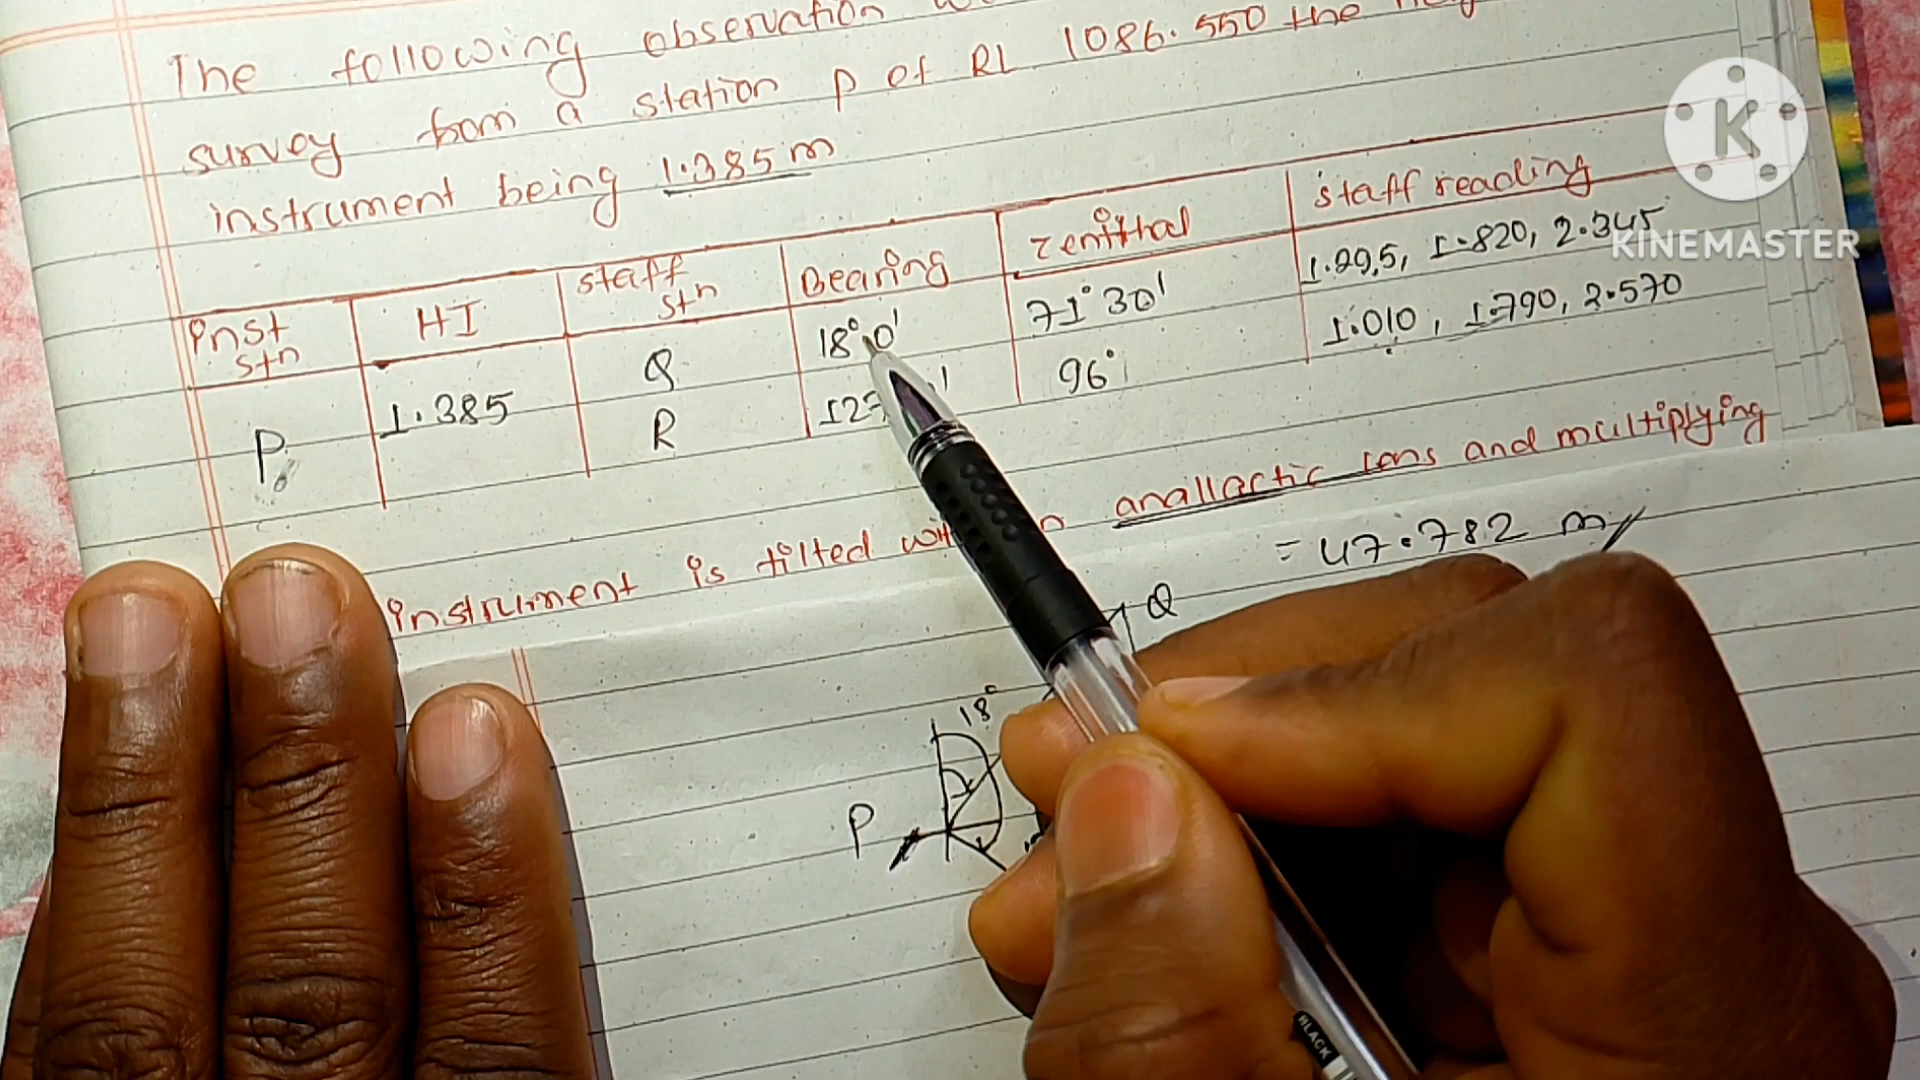 The following observation
survey from a station P of RL 1086.550 the
instrument being 1.385 m
Inst stn HI staff stn Bearing Zenithal staff reading
P 1.385 Q 18°0' 71°30' 1.295, 1.820, 2.345
R 96° 1.010, 1.790, 2.570
instrument is tilted anallactic lens and multiplying
= 47.782 m
Q
18°
P
K
KINEMASTER
BLACK